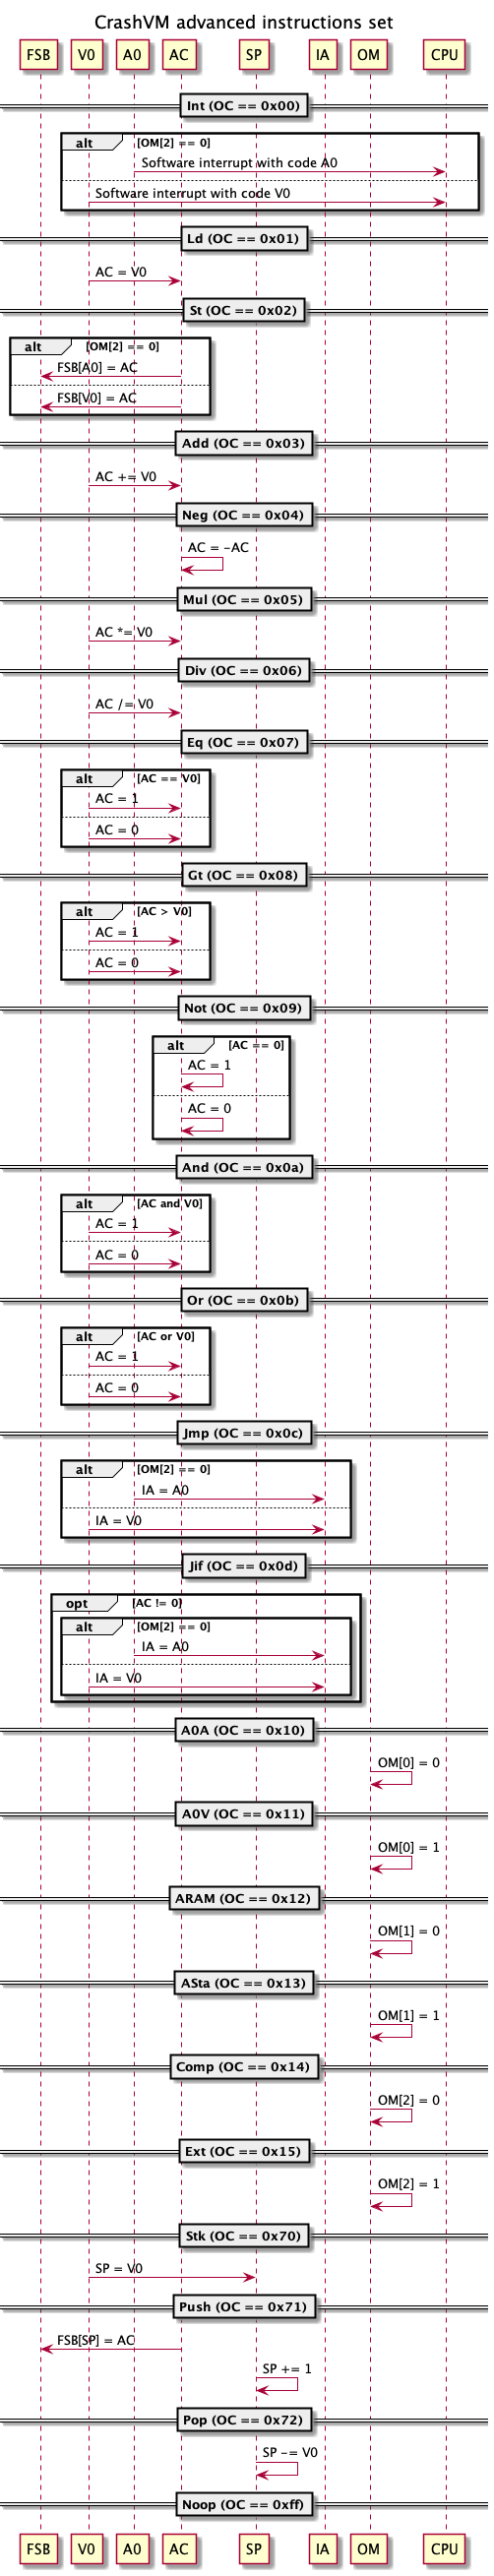 CrashVM advanced instructions set
FSB V0 A0 AC SP IA OM CPU
Int (OC == 0x00)
alt [OM[2] == 0]
Software interrupt with code A0
Software interrupt with code V0
Ld (OC == 0x01)
AC = V0
St (OC == 0x02)
alt [OM[2] == 0]
FSB[A0] = AC
FSB[V0] = AC
Add (OC == 0x03)
AC += V0
Neg (OC == 0x04)
AC = -AC
Mul (OC == 0x05)
AC *= V0
Div (OC == 0x06)
AC /= V0
Eq (OC == 0x07)
alt [AC == V0]
AC = 1
AC = 0
Gt (OC == 0x08)
alt [AC > V0]
AC = 1
AC = 0
Not (OC == 0x09)
alt [AC == 0]
AC = 1
AC = 0
And (OC == 0x0a)
alt [AC and V0]
AC = 1
AC = 0
Or (OC == 0x0b)
alt [AC or V0]
AC = 1
AC = 0
Jmp (OC == 0x0c)
alt [OM[2] == 0]
IA = A0
IA = V0
Jif (OC == 0x0d)
opt [AC != 0]
alt [OM[2] == 0]
IA = A0
IA = V0
A0A (OC == 0x10)
OM[0] = 0
A0V (OC == 0x11)
OM[0] = 1
ARAM (OC == 0x12)
OM[1] = 0
ASta (OC == 0x13)
OM[1] = 1
Comp (OC == 0x14)
OM[2] = 0
Ext (OC == 0x15)
OM[2] = 1
Stk (OC == 0x70)
SP = V0
Push (OC == 0x71)
FSB[SP] = AC
SP += 1
Pop (OC == 0x72)
SP -= V0
Noop (OC == 0xff)
FSB V0 A0 AC SP IA OM CPU